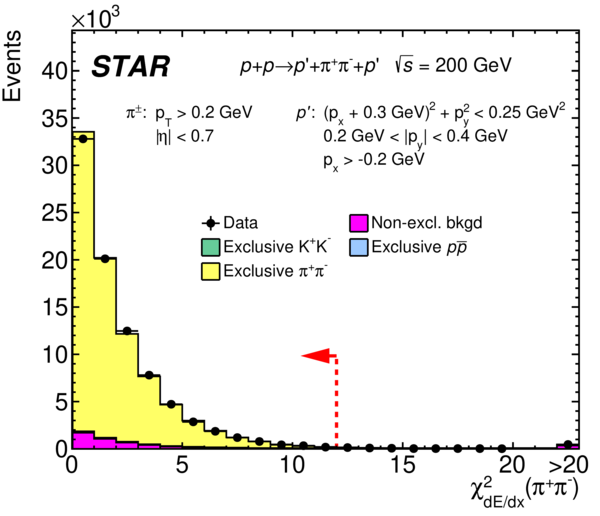 ×10³
Events
STAR
p+p→p'+π⁺π⁻+p' √s = 200 GeV
π±: p_T > 0.2 GeV
|η| < 0.7
p': (p_x + 0.3 GeV)² + p_y² < 0.25 GeV²
0.2 GeV < |p_y| < 0.4 GeV
p_x > -0.2 GeV
Data
Exclusive K⁺K⁻
Exclusive π⁺π⁻
Non-excl. bkgd
Exclusive pp̅
40
35
30
25
20
15
10
5
0
0 5 10 15 20 >20
χ²_dE/dx(π⁺π⁻)